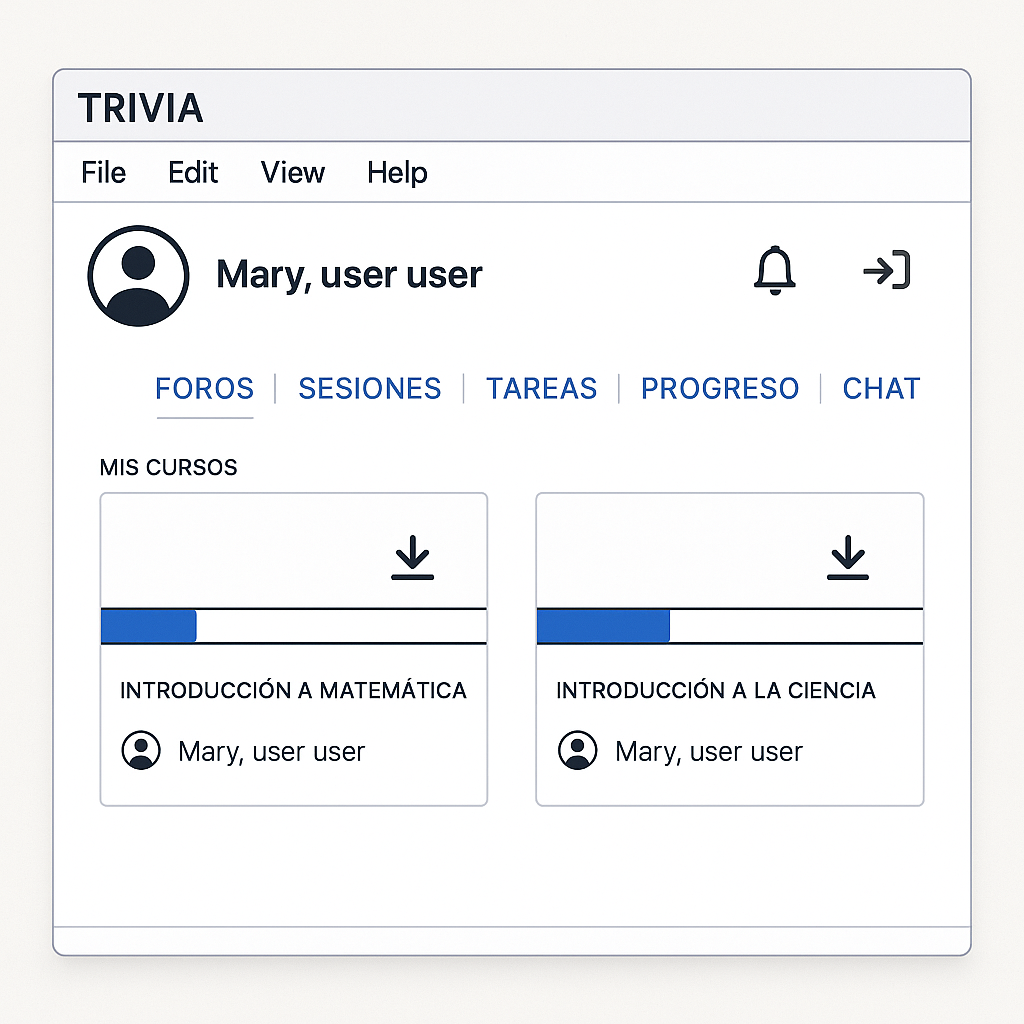 TRIVIA
File Edit View Help
Mary, user user
FOROS | SESIONES | TAREAS | PROGRESO | CHAT
MIS CURSOS
INTRODUCCIÓN A MATEMÁTICA
Mary, user user
INTRODUCCIÓN A LA CIENCIA
Mary, user user